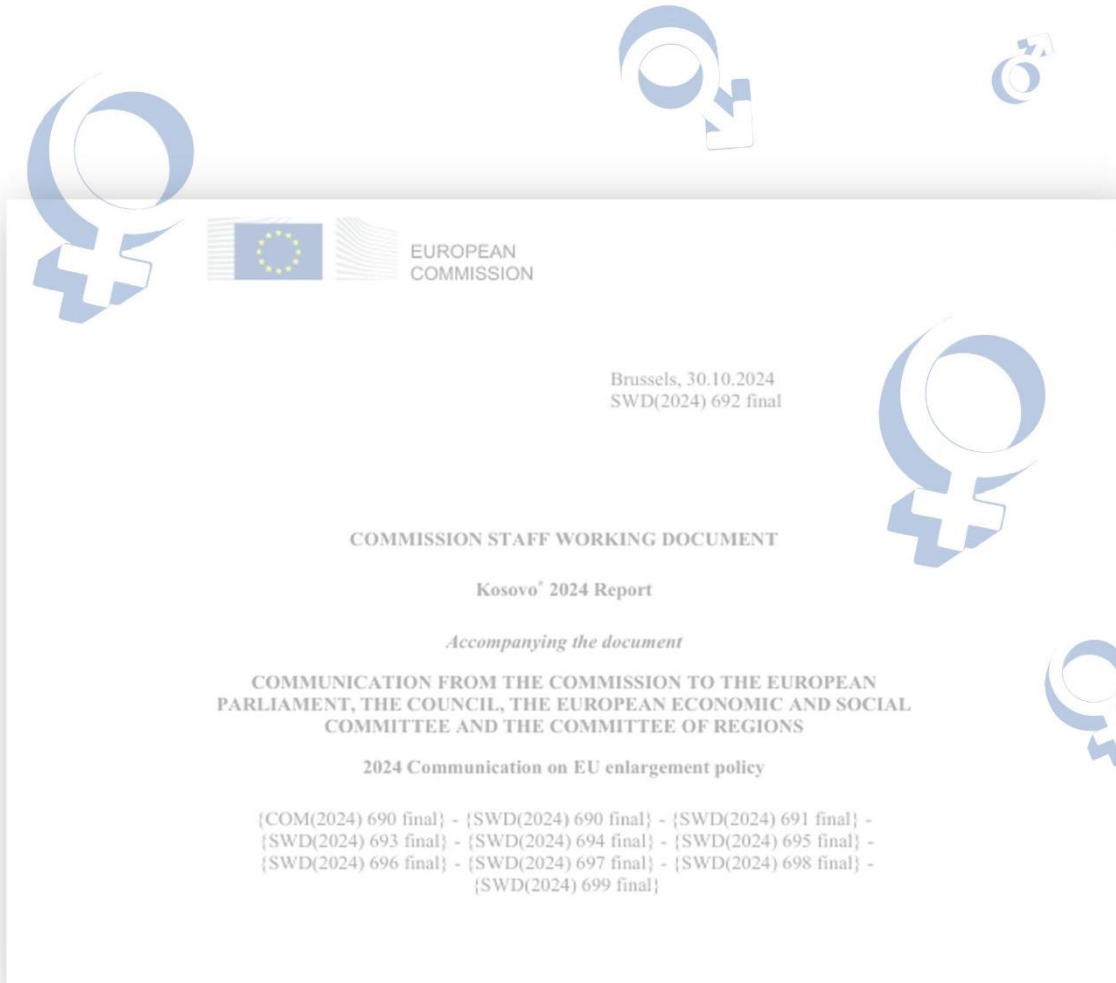 EUROPEAN
COMMISSION
Brussels, 30.10.2024
SWD(2024) 692 final
COMMISSION STAFF WORKING DOCUMENT
Kosovo* 2024 Report
Accompanying the document
COMMUNICATION FROM THE COMMISSION TO THE EUROPEAN
PARLIAMENT, THE COUNCIL, THE EUROPEAN ECONOMIC AND SOCIAL
COMMITTEE AND THE COMMITTEE OF REGIONS
2024 Communication on EU enlargement policy
{COM(2024) 690 final} - {SWD(2024) 690 final} - {SWD(2024) 691 final} -
{SWD(2024) 693 final} - {SWD(2024) 694 final} - {SWD(2024) 695 final} -
{SWD(2024) 696 final} - {SWD(2024) 697 final} - {SWD(2024) 698 final} -
{SWD(2024) 699 final}